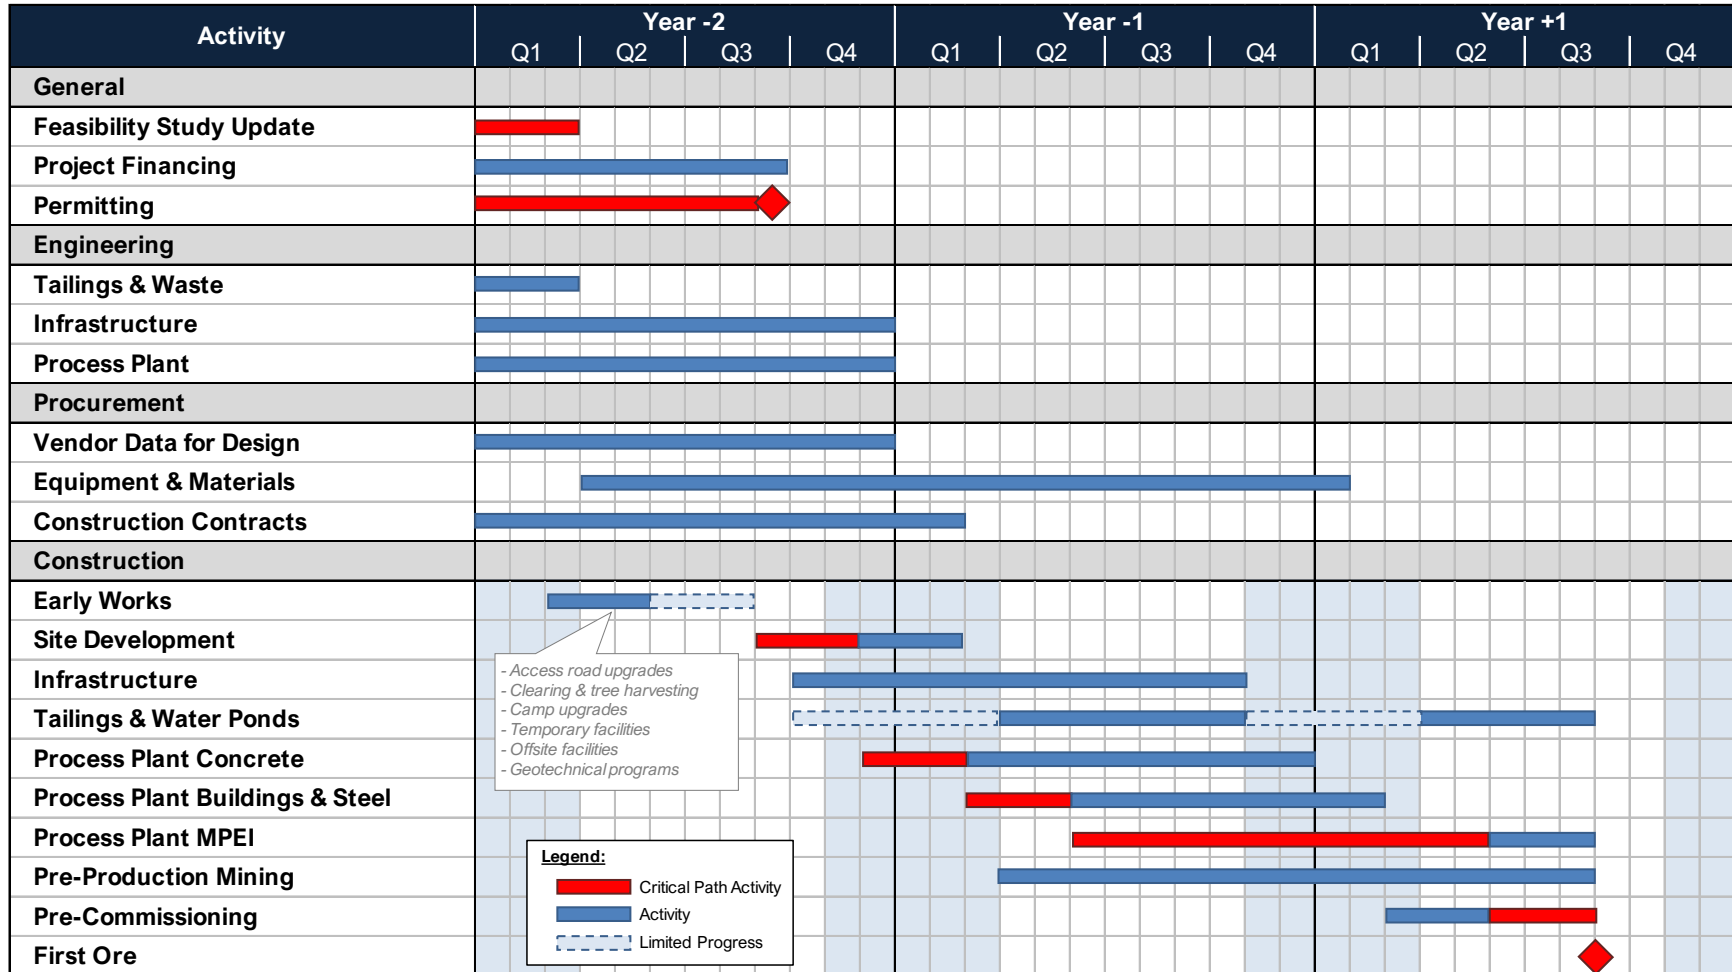 Activity
Year -2
Year -1
Year +1
Q1 Q2 Q3 Q4 Q1 Q2 Q3 Q4 Q1 Q2 Q3 Q4
General
Feasibility Study Update
Project Financing
Permitting
Engineering
Tailings & Waste
Infrastructure
Process Plant
Procurement
Vendor Data for Design
Equipment & Materials
Construction Contracts
Construction
Early Works
Site Development
- Access road upgrades
- Clearing & tree harvesting
- Camp upgrades
- Temporary facilities
- Offsite facilities
- Geotechnical programs
Infrastructure
Tailings & Water Ponds
Process Plant Concrete
Process Plant Buildings & Steel
Process Plant MPEI
Pre-Production Mining
Pre-Commissioning
First Ore
Legend:
Critical Path Activity
Activity
Limited Progress